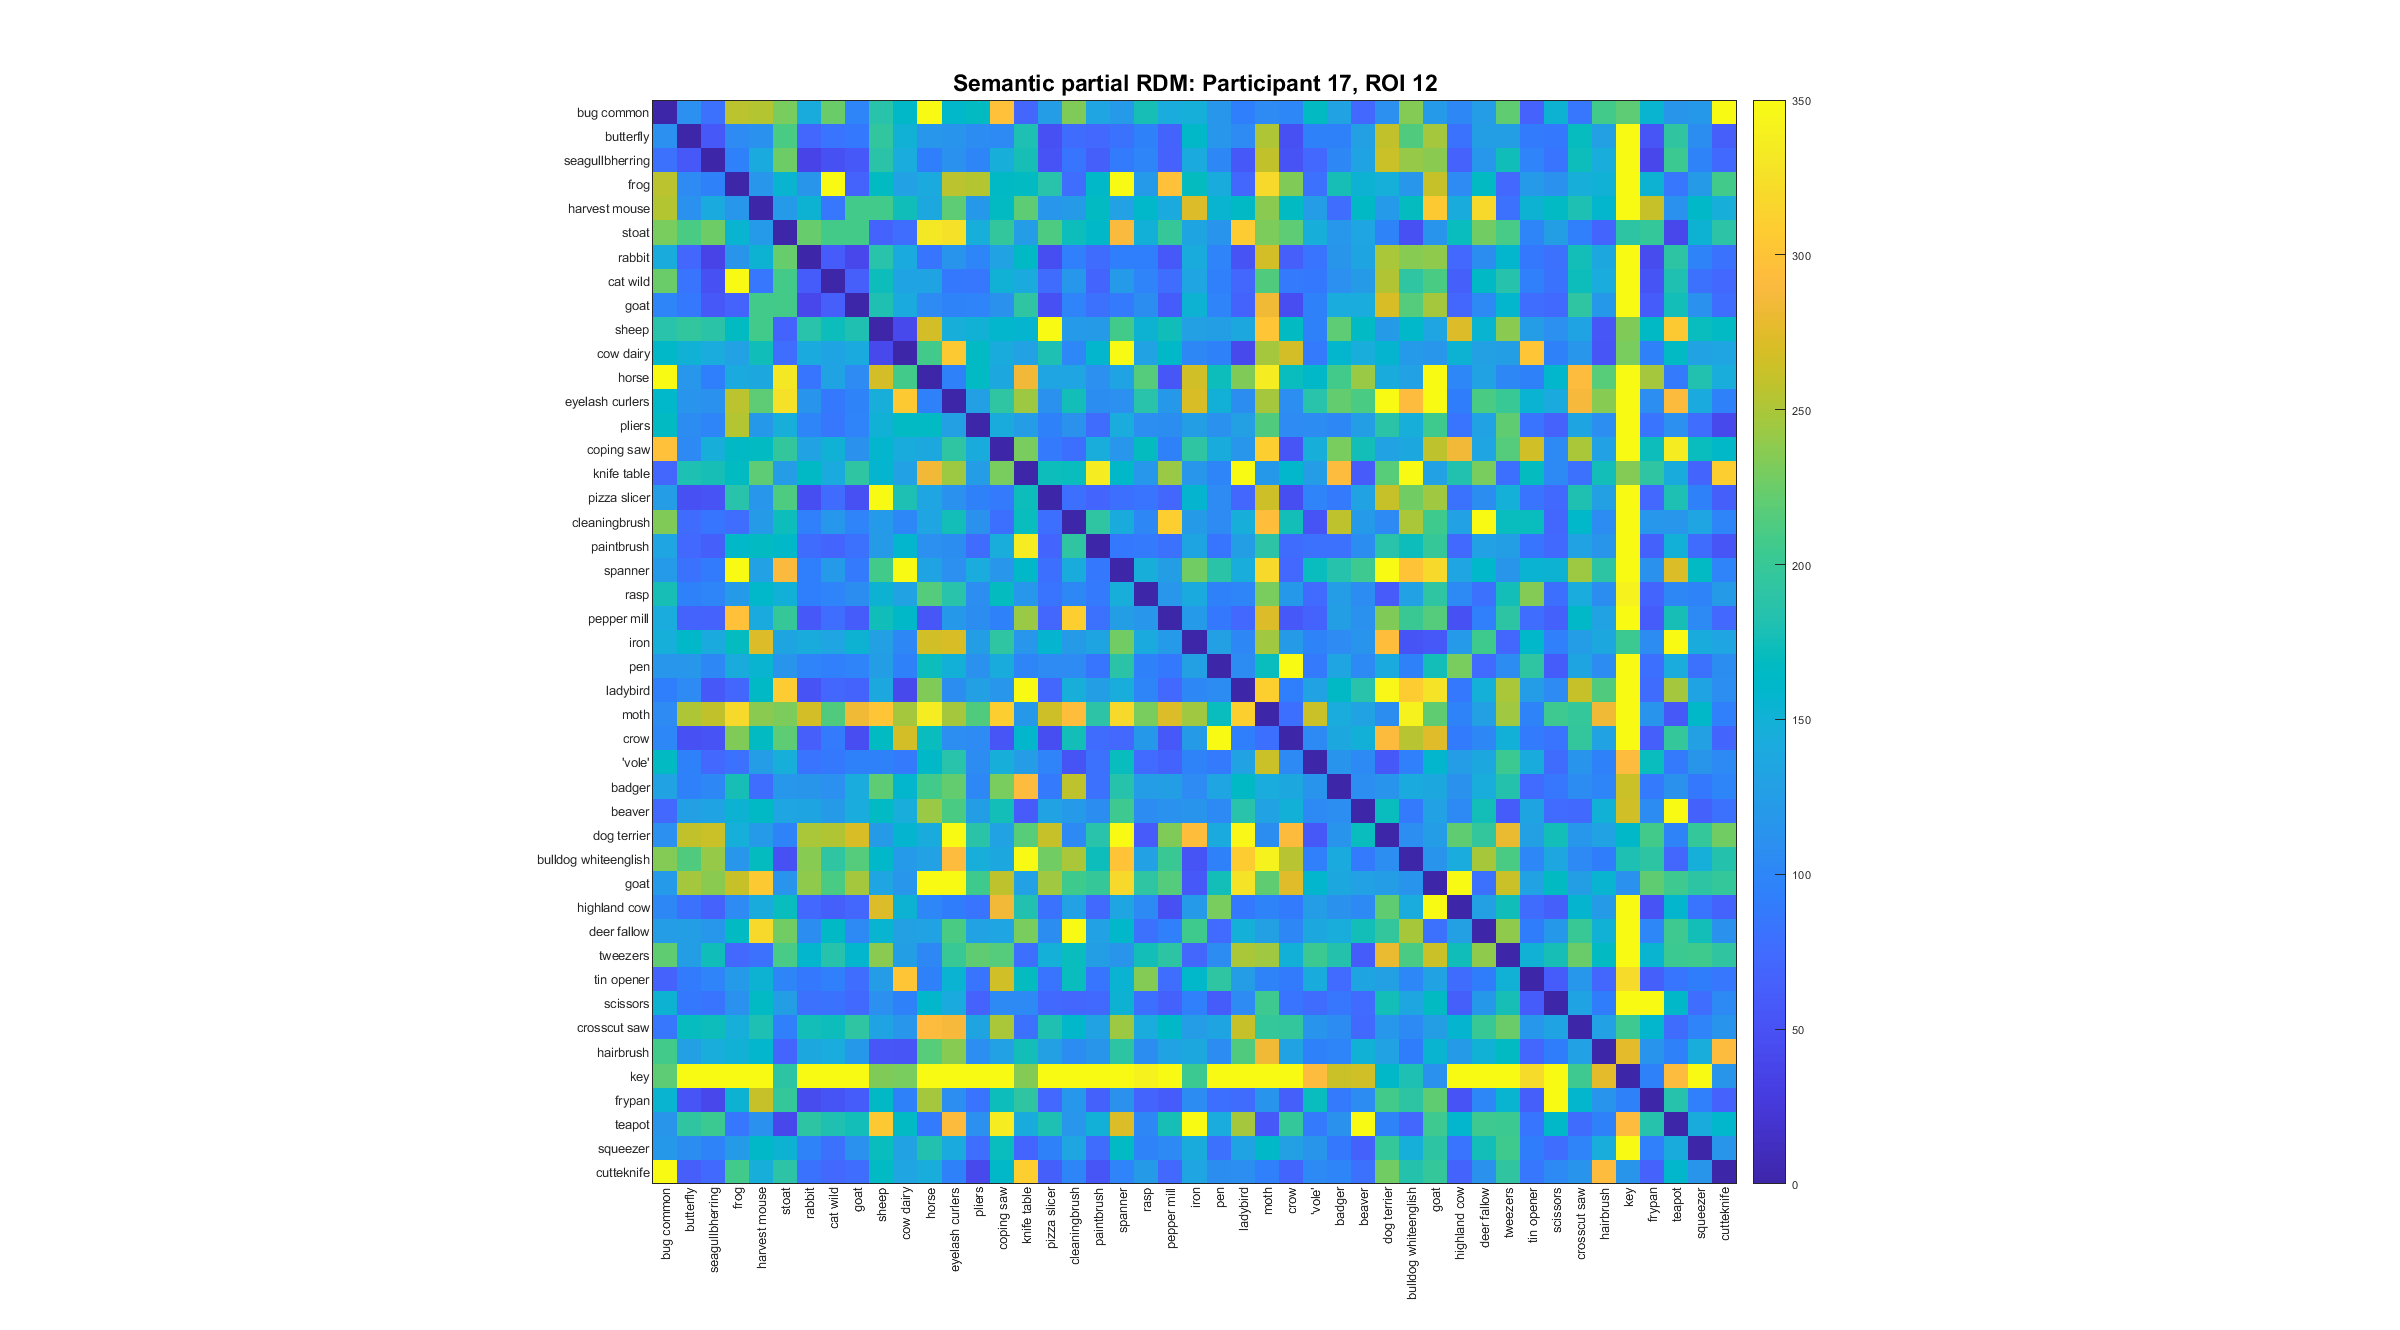 Semantic partial RDM: Participant 17, ROI 12
bug common
butterfly
seagullbherring
frog
harvest mouse
stoat
rabbit
cat wild
goat
sheep
cow dairy
horse
eyelash curlers
pliers
coping saw
knife table
pizza slicer
cleaningbrush
paintbrush
spanner
rasp
pepper mill
iron
pen
ladybird
moth
crow
'vole'
badger
beaver
dog terrier
bulldog whiteenglish
goat
highland cow
deer fallow
tweezers
tin opener
scissors
crosscut saw
hairbrush
key
frypan
teapot
squeezer
cutteknife
bug common
butterfly
seagullbherring
frog
harvest mouse
stoat
rabbit
cat wild
goat
sheep
cow dairy
horse
eyelash curlers
pliers
coping saw
knife table
pizza slicer
cleaningbrush
paintbrush
spanner
rasp
pepper mill
iron
pen
ladybird
moth
crow
'vole'
badger
beaver
dog terrier
bulldog whiteenglish
goat
highland cow
deer fallow
tweezers
tin opener
scissors
crosscut saw
hairbrush
key
frypan
teapot
squeezer
cutteknife
350
300
250
200
150
100
50
0